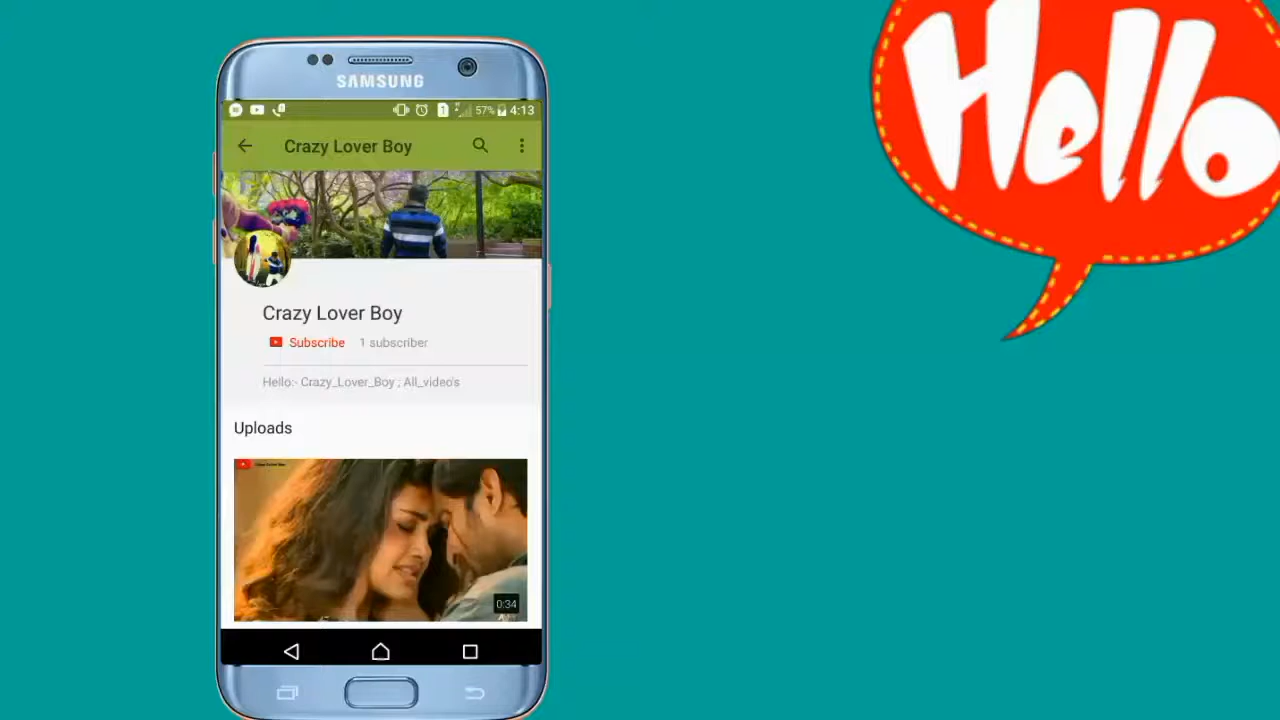 Hello
SAMSUNG
1 57% 4:13
Crazy Lover Boy
Crazy Lover Boy
Subscribe 1 subscriber
Hello:- Crazy_Lover_Boy ; All_video's
Uploads
0:34